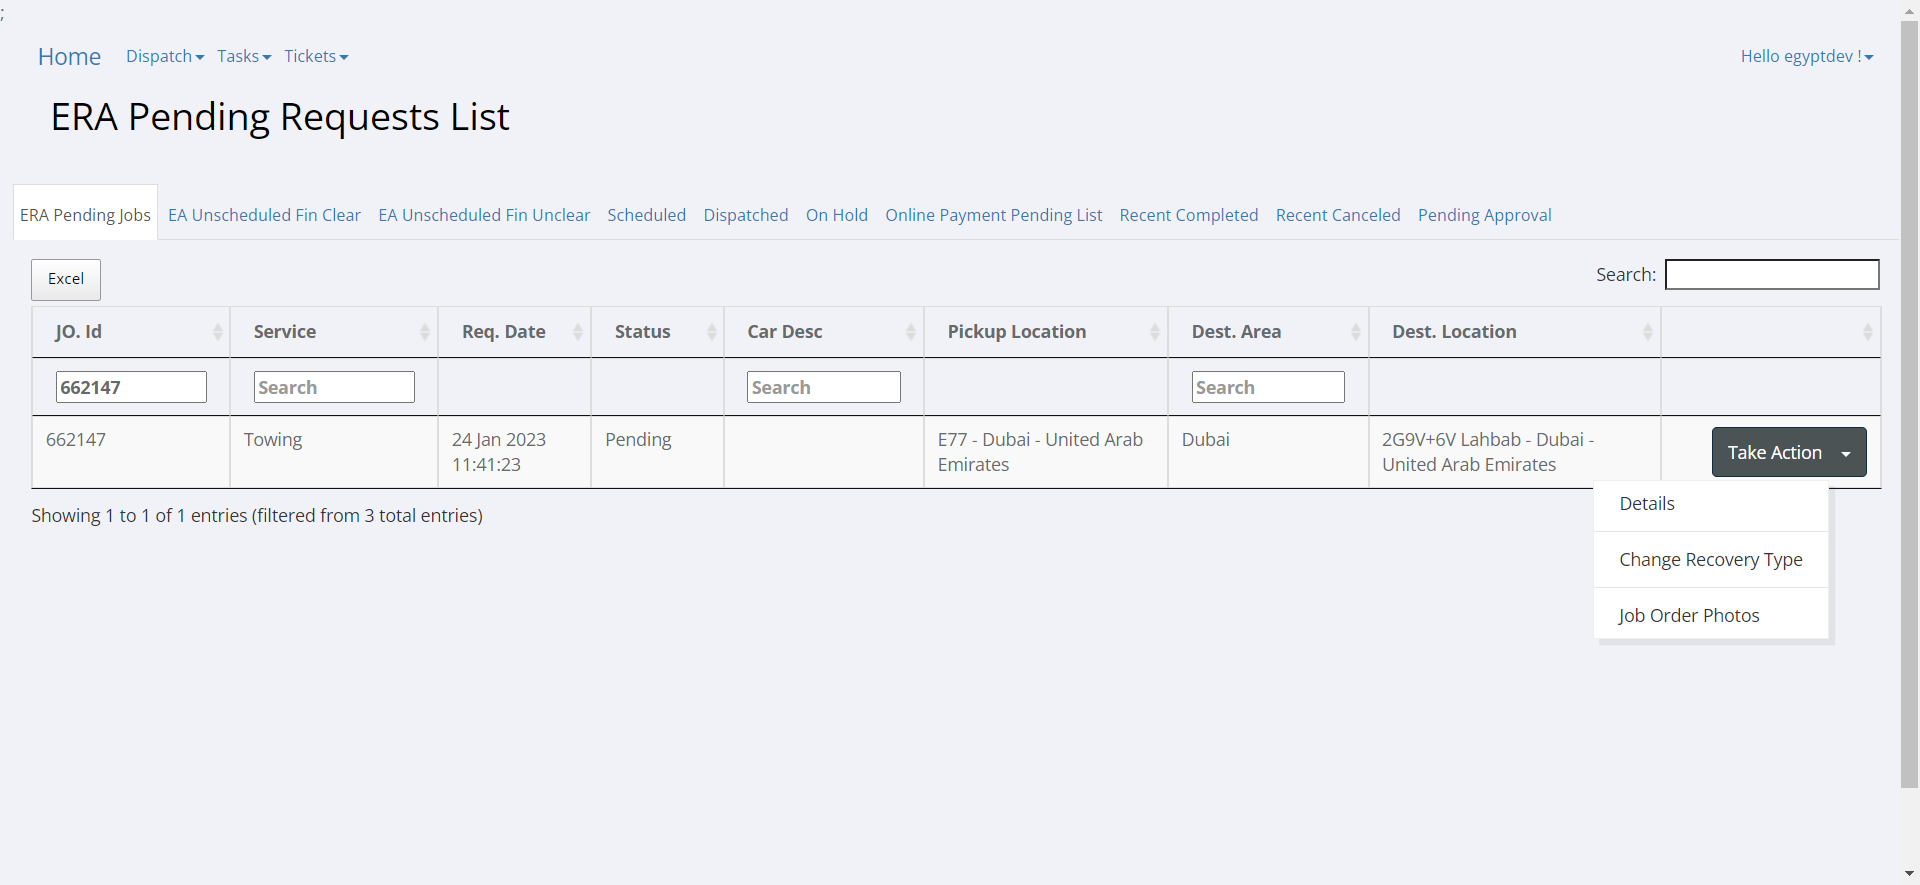 ;
Home Dispatch Tasks Tickets Hello egyptdev !
ERA Pending Requests List
ERA Pending Jobs EA Unscheduled Fin Clear EA Unscheduled Fin Unclear Scheduled Dispatched On Hold Online Payment Pending List Recent Completed Recent Canceled Pending Approval
Excel Search:
JO. Id Service Req. Date Status Car Desc Pickup Location Dest. Area Dest. Location
662147 Search Search Search
662147 Towing 24 Jan 2023 Pending E77 - Dubai - United Arab Dubai 2G9V+6V Lahbab - Dubai - Take Action
11:41:23 Emirates United Arab Emirates
Details
Showing 1 to 1 of 1 entries (filtered from 3 total entries)
Change Recovery Type
Job Order Photos